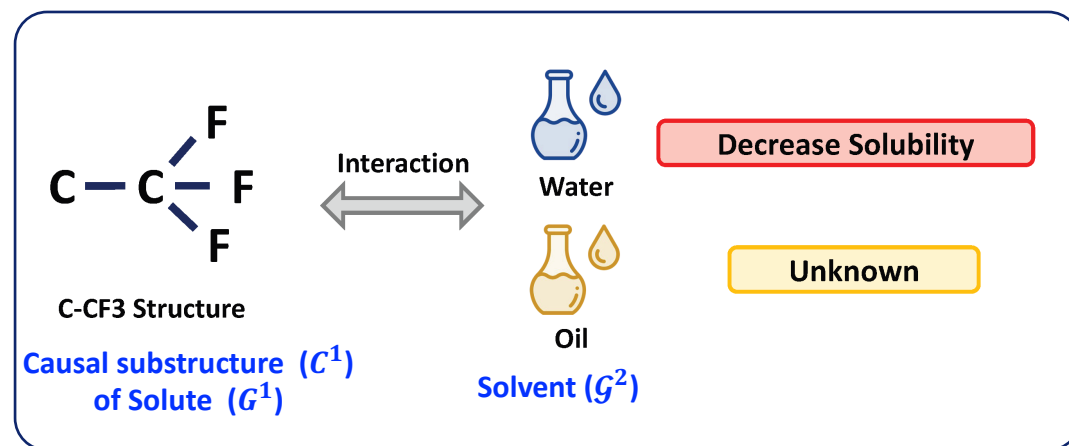 F
C
C
F
F
C-CF3 Structure
Causal substructure (C¹)
of Solute (G¹)
Interaction
Water
Oil
Solvent (𝒢²)
Decrease Solubility
Unknown